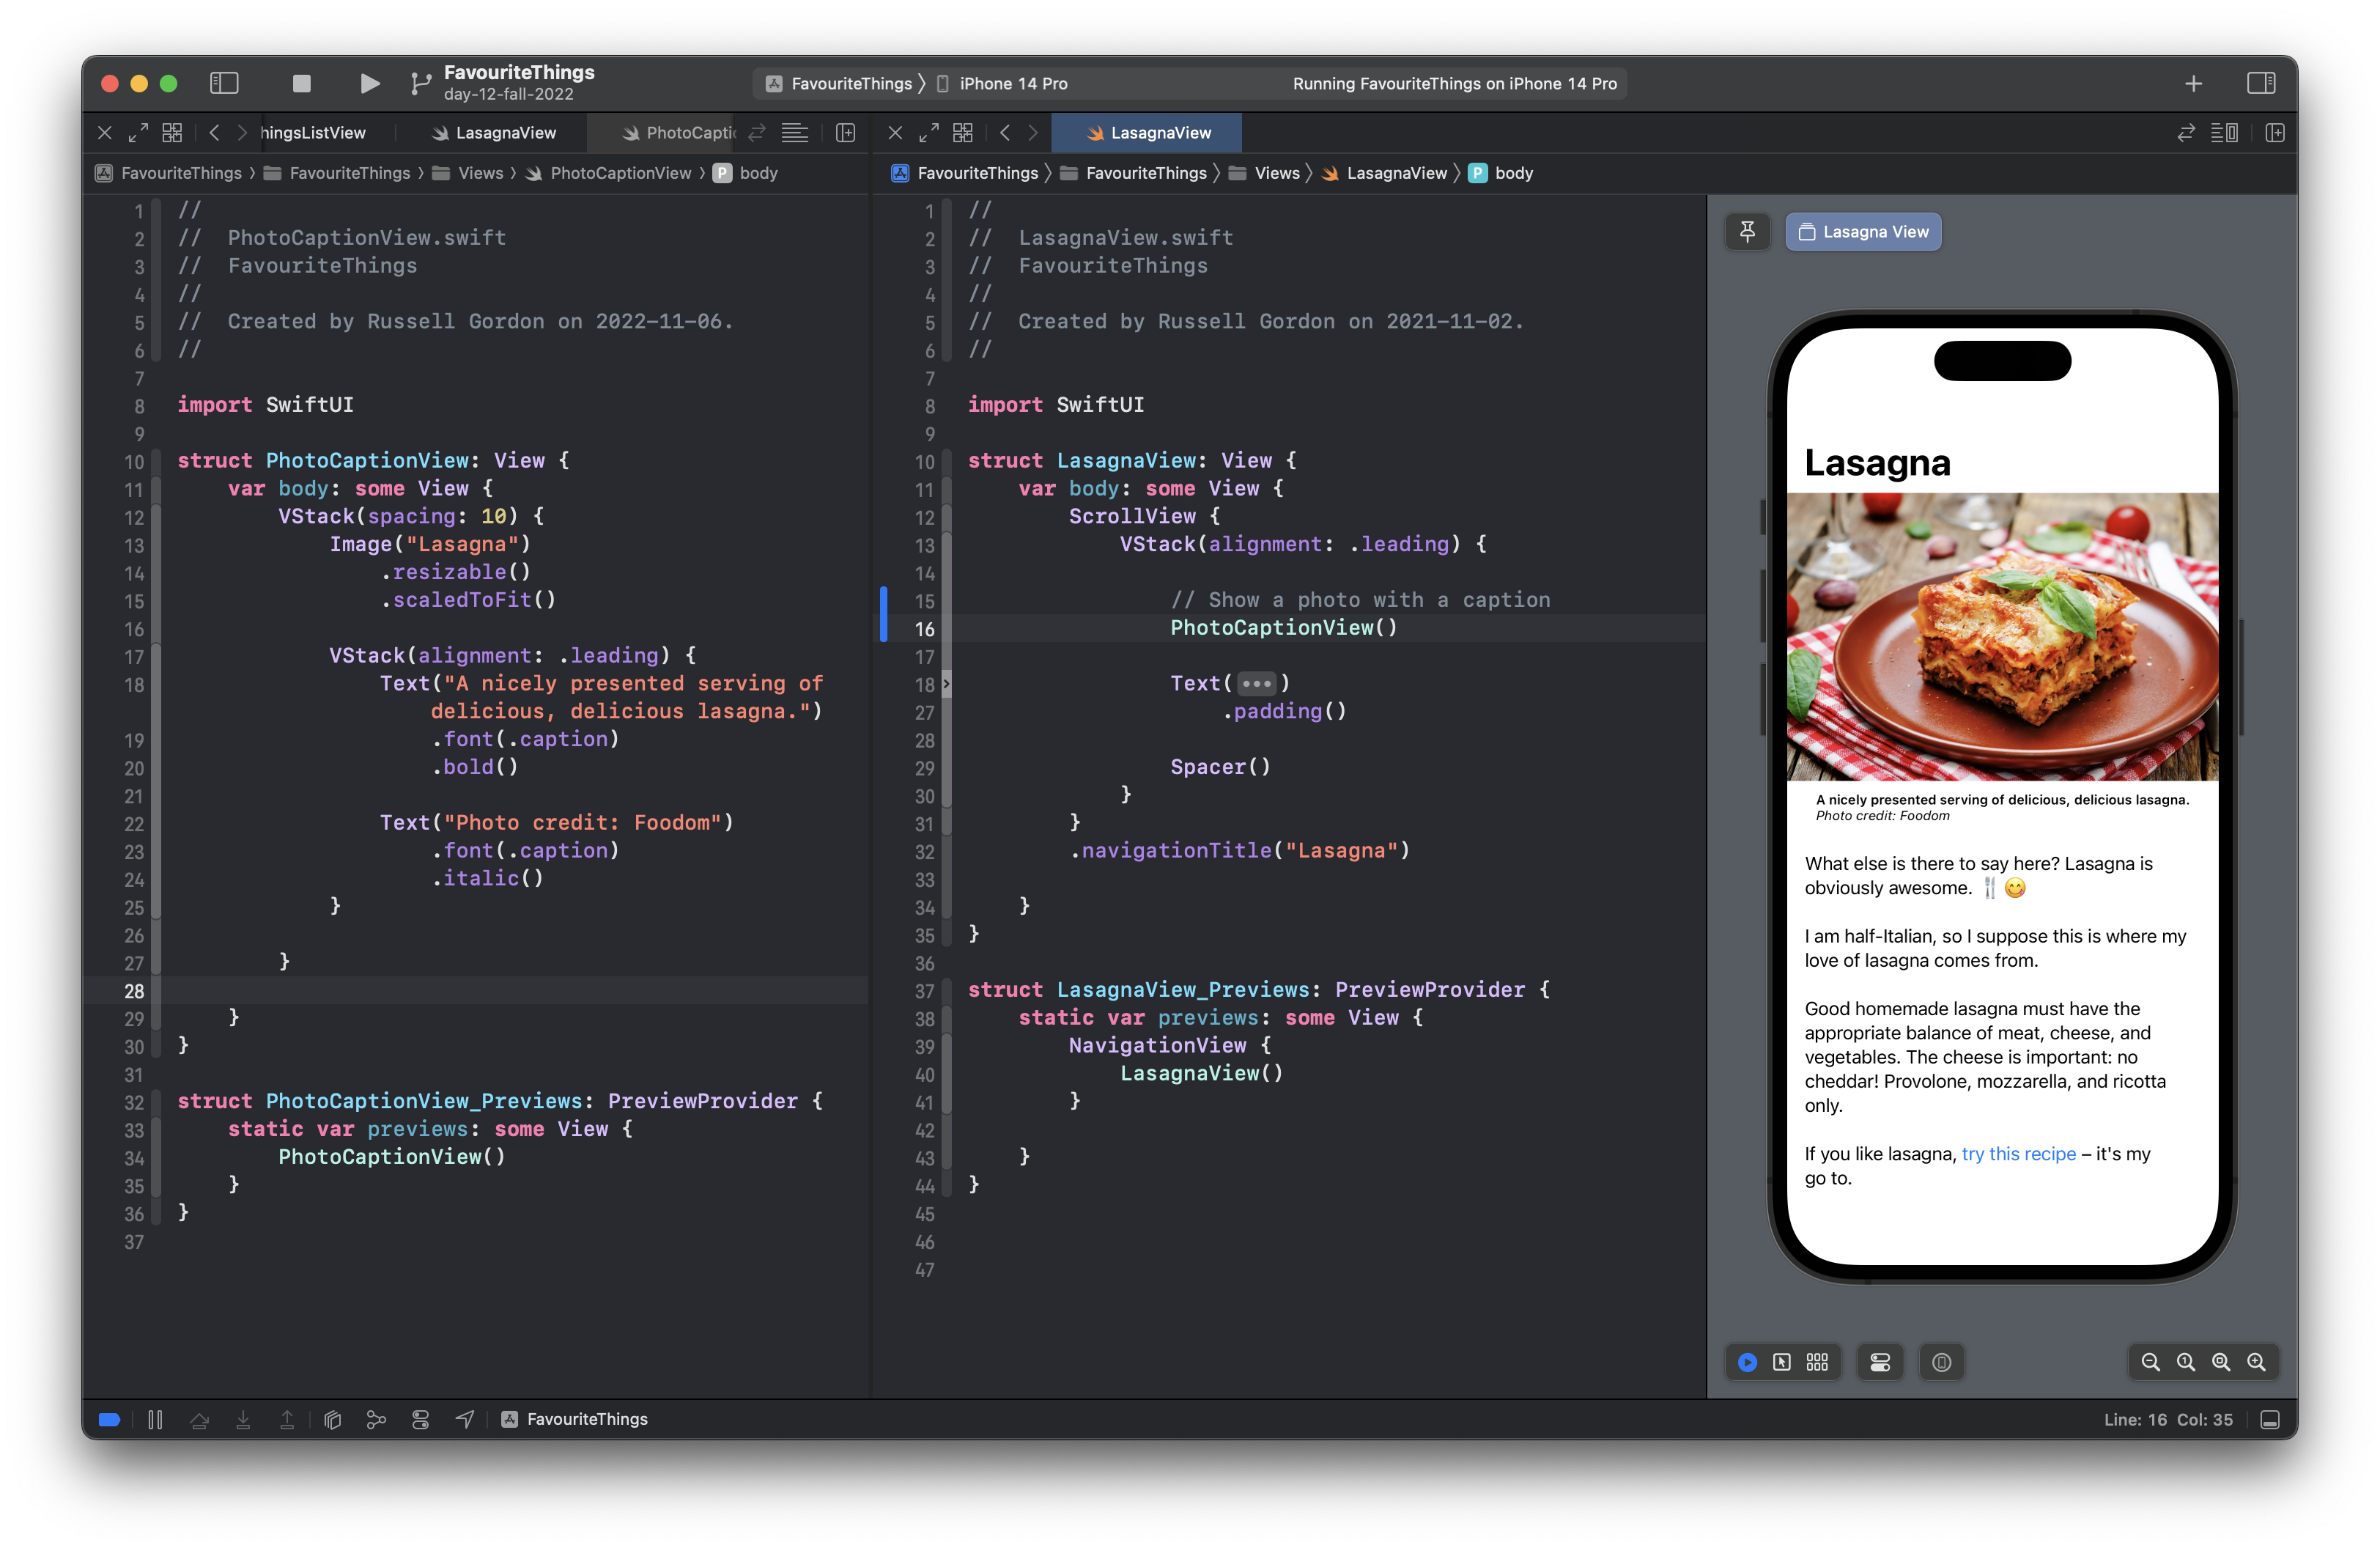 FavouriteThings
day-12-fall-2022
FavouriteThings 〉 iPhone 14 Pro
Running FavouriteThings on iPhone 14 Pro
hingsListView
LasagnaView
PhotoCaptic
FavouriteThings 〉 FavouriteThings 〉 Views 〉 PhotoCaptionView 〉 P body
1 //
2 //  PhotoCaptionView.swift
3 //  FavouriteThings
4 //
5 //  Created by Russell Gordon on 2022-11-06.
6 //
7
8 import SwiftUI
9
10 struct PhotoCaptionView: View {
11     var body: some View {
12         VStack(spacing: 10) {
13             Image("Lasagna")
14                 .resizable()
15                 .scaledToFit()
16
17             VStack(alignment: .leading) {
18                 Text("A nicely presented serving of
delicious, delicious lasagna.")
19                     .font(.caption)
20                     .bold()
21
22                 Text("Photo credit: Foodom")
23                     .font(.caption)
24                     .italic()
25             }
26
27         }
28
29     }
30 }
31
32 struct PhotoCaptionView_Previews: PreviewProvider {
33     static var previews: some View {
34         PhotoCaptionView()
35     }
36 }
37
LasagnaView
FavouriteThings 〉 FavouriteThings 〉 Views 〉 LasagnaView 〉 P body
1 //
2 //  LasagnaView.swift
3 //  FavouriteThings
4 //
5 //  Created by Russell Gordon on 2021-11-02.
6 //
7
8 import SwiftUI
9
10 struct LasagnaView: View {
11     var body: some View {
12         ScrollView {
13             VStack(alignment: .leading) {
14
15                 // Show a photo with a caption
16                 PhotoCaptionView()
17
18                 Text(•••)
27                     .padding()
28
29                 Spacer()
30             }
31         }
32         .navigationTitle("Lasagna")
33
34     }
35 }
36
37 struct LasagnaView_Previews: PreviewProvider {
38     static var previews: some View {
39         NavigationView {
40             LasagnaView()
41         }
42
43     }
44 }
45
46
47
Lasagna View
Lasagna
A nicely presented serving of delicious, delicious lasagna.
Photo credit: Foodom
What else is there to say here? Lasagna is
obviously awesome. 🍴😋
I am half-Italian, so I suppose this is where my
love of lasagna comes from.
Good homemade lasagna must have the
appropriate balance of meat, cheese, and
vegetables. The cheese is important: no
cheddar! Provolone, mozzarella, and ricotta
only.
If you like lasagna, try this recipe – it's my
go to.
FavouriteThings
Line: 16  Col: 35